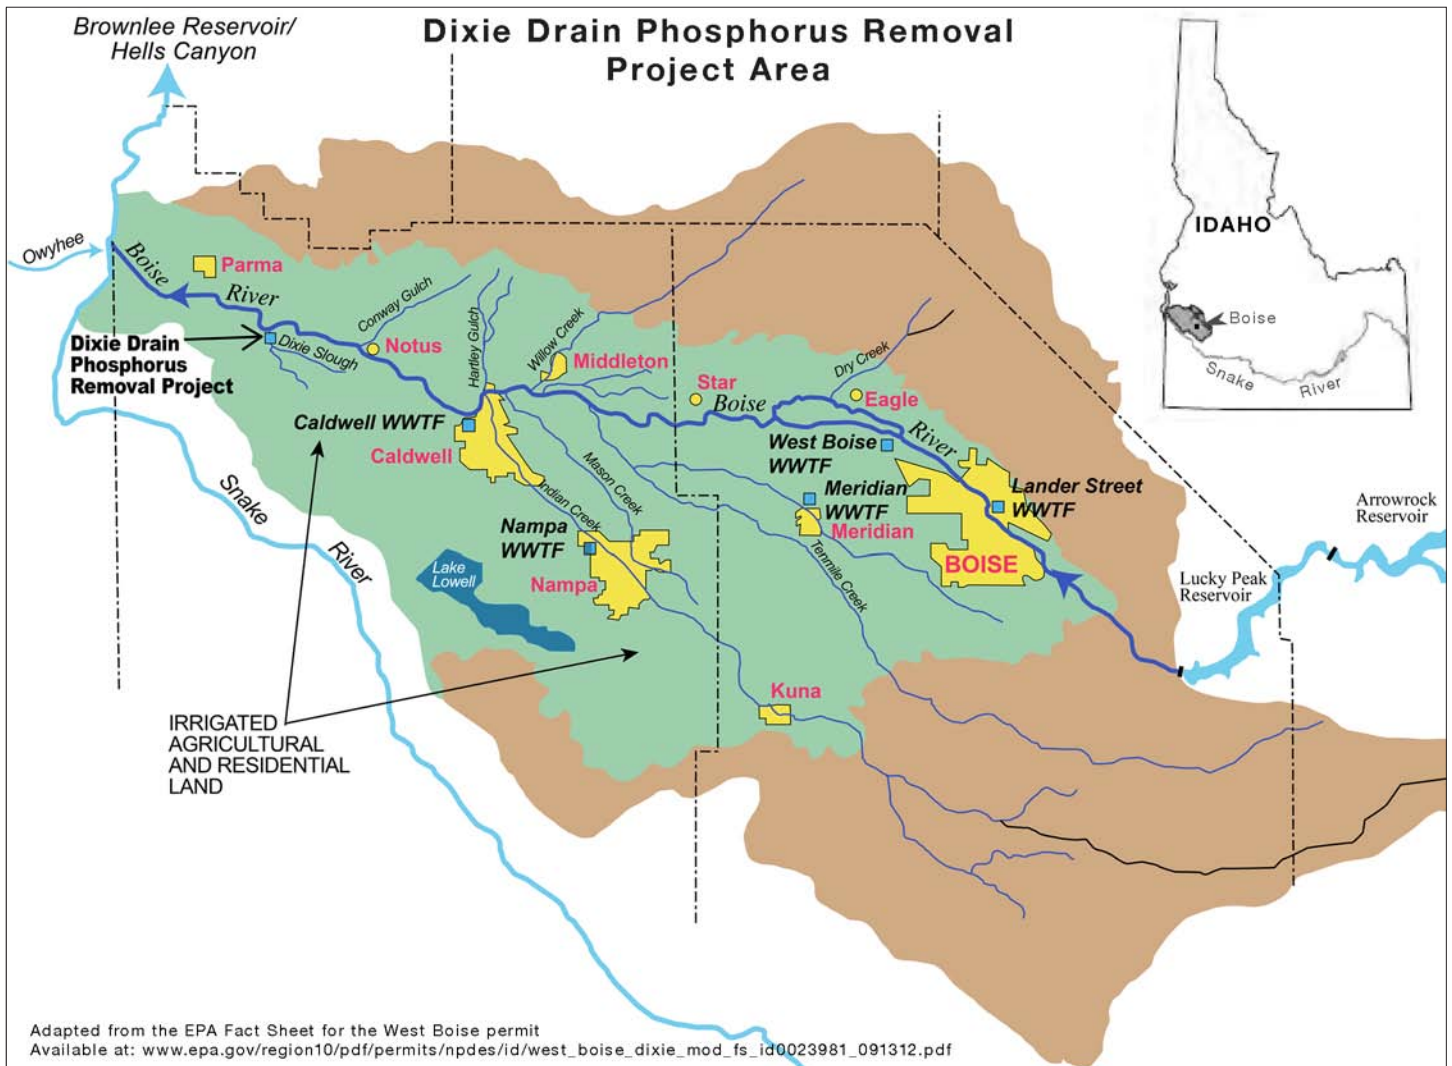 Dixie Drain Phosphorus Removal
Project Area
Brownlee Reservoir/
Hells Canyon
IDAHO
Boise
Snake
River
Owyhee
Boise
River
Parma
Conway Gulch
Hartley Gulch
Willow Creek
Dixie Drain
Phosphorus
Removal Project
Dixie Slough
Notus
Middleton
Star
Boise
River
Dry Creek
Eagle
Caldwell WWTF
Caldwell
West Boise
WWTF
Meridian
WWTF
Meridian
Lander Street
WWTF
BOISE
Mason Creek
Indian Creek
Tenmile Creek
Nampa
WWTF
Nampa
Lake
Lowell
Snake
River
Arrowrock
Reservoir
Lucky Peak
Reservoir
Kuna
IRRIGATED
AGRICULTURAL
AND RESIDENTIAL
LAND
Adapted from the EPA Fact Sheet for the West Boise permit
Available at: www.epa.gov/region10/pdf/permits/npdes/id/west_boise_dixie_mod_fs_id0023981_091312.pdf